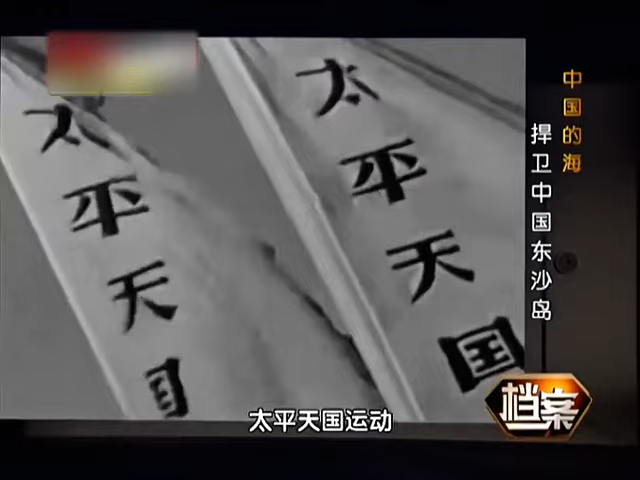 太平天国
太平天国
中国的海
捍卫中国东沙岛
档案
太平天国运动